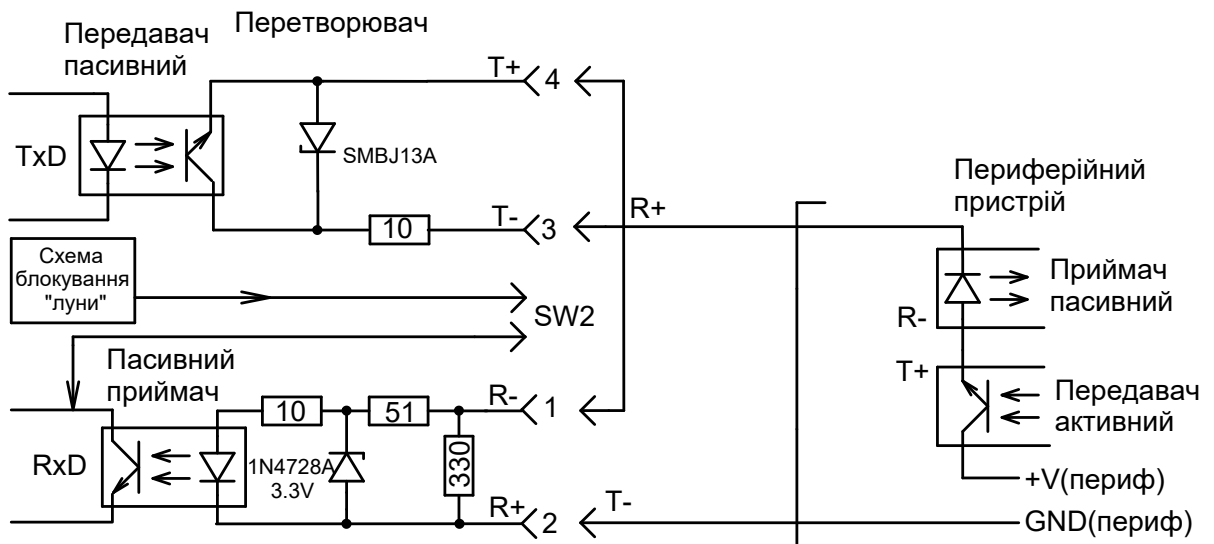 Перетворювач
Передавач
пасивний
T+
4
TxD
SMBJ13A
T-
3
10
R+
Периферійний
пристрій
Схема
блокування
"луни"
SW2
Приймач
пасивний
R-
T+
Передавач
активний
Пасивний
приймач
R-
1
10
51
330
RxD
1N4728A
3.3V
R+
2
T-
+V(периф)
GND(периф)